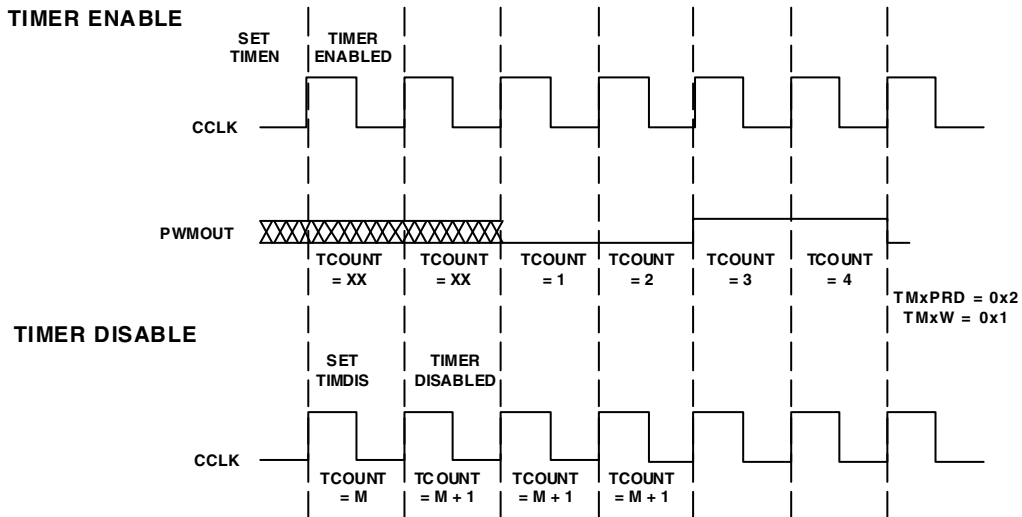 TIMER ENABLE
SET
TIMEN
TIMER
ENABLED
CCLK
PWMOUT
TCOUNT
= XX
TCOUNT
= XX
TCOUNT
= 1
TCOUNT
= 2
TCOUNT
= 3
TCOUNT
= 4
TMxPRD = 0x2
TMxW = 0x1
TIMER DISABLE
SET
TIMDIS
TIMER
DISABLED
CCLK
TCOUNT
= M
TCOUNT
= M + 1
TCOUNT
= M + 1
TCOUNT
= M + 1